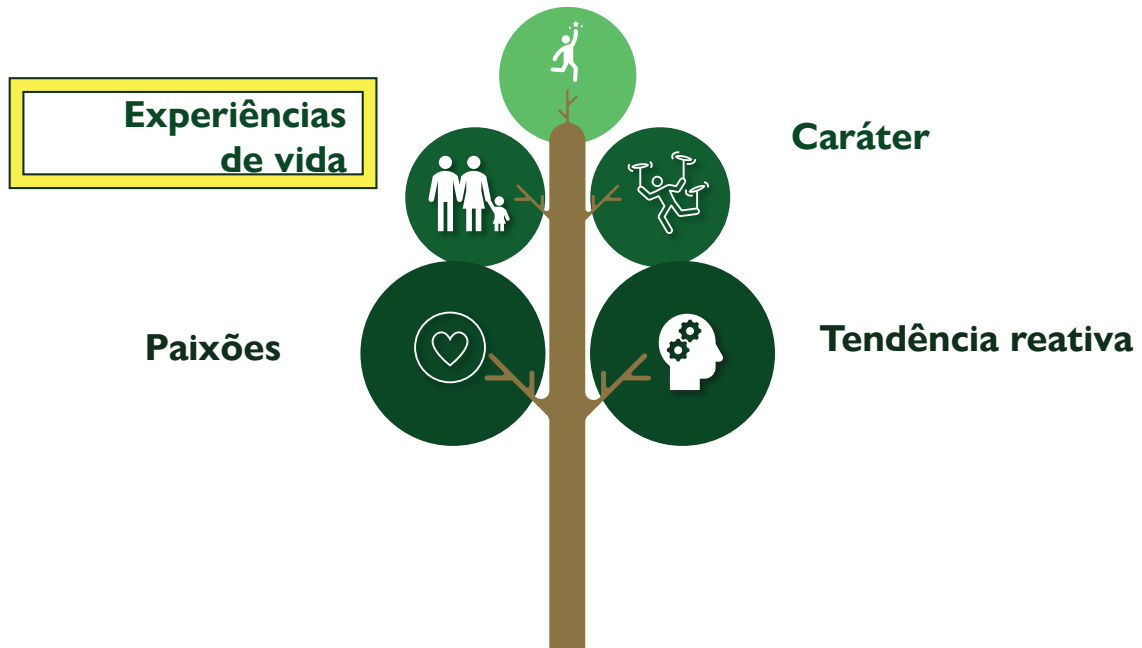 Experiências
de vida
Caráter
Paixões
Tendência reativa